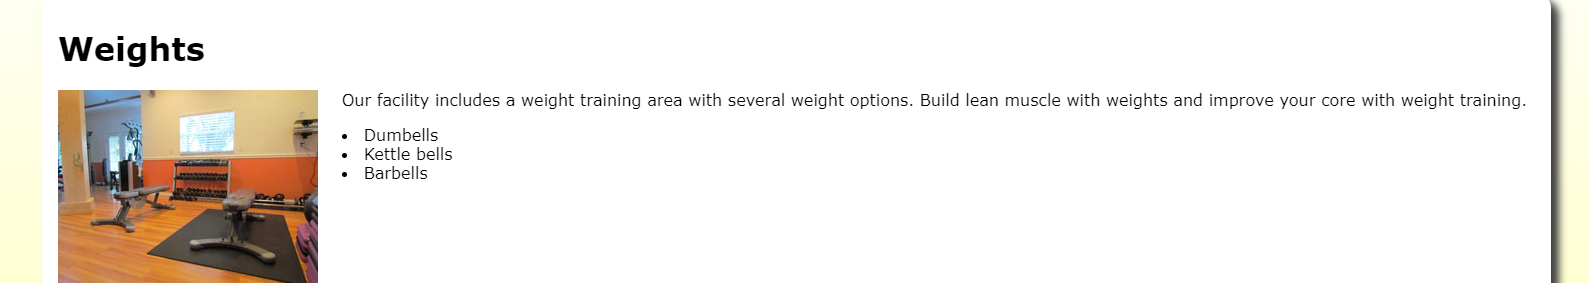 Weights
Our facility includes a weight training area with several weight options. Build lean muscle with weights and improve your core with weight training.
Dumbells
Kettle bells
Barbells